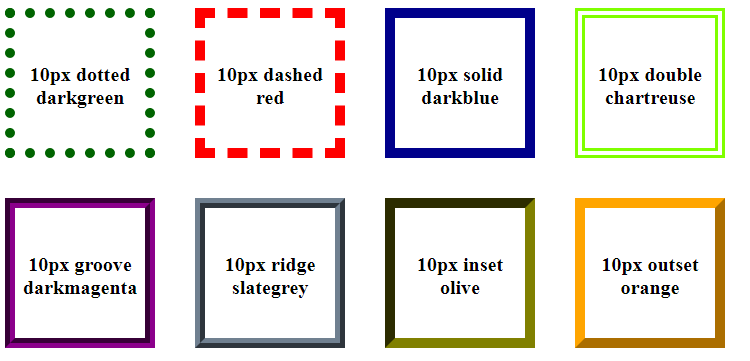 10px dotted
darkgreen
10px dashed
red
10px solid
darkblue
10px double
chartreuse
10px groove
darkmagenta
10px ridge
slategrey
10px inset
olive
10px outset
orange